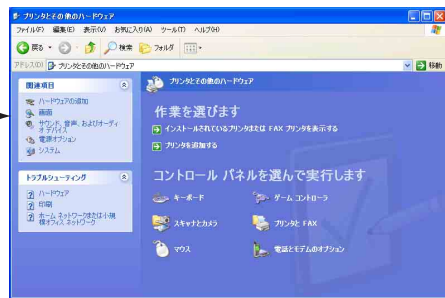 プリンタとその他のハードウェア
ファイル(F) 編集(E) 表示(V) お気に入り(A) ツール(T) ヘルプ(H)
戻る 検索 フォルダ
アドレス(D) プリンタとその他のハードウェア 移動
関連項目
ハードウェアの追加
画面
サウンド、音声、およびオーディオ デバイス
電源オプション
システム
トラブルシューティング
ハードウェア
印刷
ホーム ネットワークまたは小規模オフィス ネットワーク
プリンタとその他のハードウェア
作業を選びます
インストールされているプリンタまたは FAX プリンタを表示する
プリンタを追加する
コントロール パネルを選んで実行します
キーボード ゲーム コントローラ
スキャナとカメラ プリンタと FAX
マウス 電話とモデムのオプション